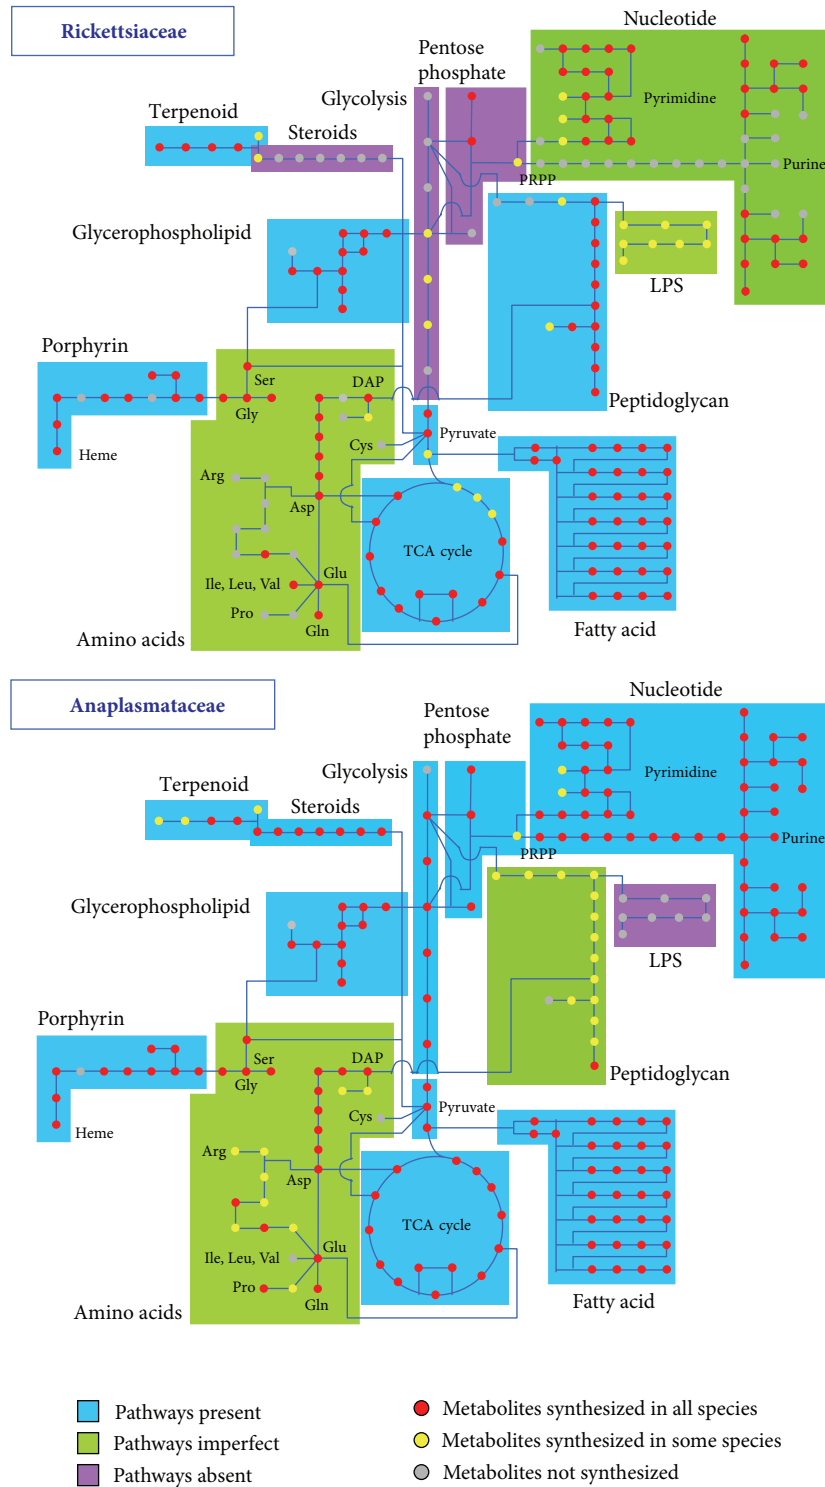 Rickettsiaceae
Nucleotide
Pentose
phosphate
Glycolysis
Terpenoid
Steroids
Pyrimidine
Purine
PRPP
Glycerophospholipid
LPS
Porphyrin
Ser
DAP
Gly
Peptidoglycan
Heme
Cys
Pyruvate
Arg
Asp
TCA cycle
Ile, Leu, Val
Glu
Pro
Gln
Amino acids
Fatty acid
Anaplasmataceae
Nucleotide
Pentose
phosphate
Glycolysis
Terpenoid
Steroids
Pyrimidine
Purine
PRPP
Glycerophospholipid
LPS
Porphyrin
Ser
DAP
Gly
Peptidoglycan
Heme
Cys
Pyruvate
Arg
Asp
TCA cycle
Ile, Leu, Val
Glu
Pro
Gln
Amino acids
Fatty acid
Pathways present
Pathways imperfect
Pathways absent
Metabolites synthesized in all species
Metabolites synthesized in some species
Metabolites not synthesized